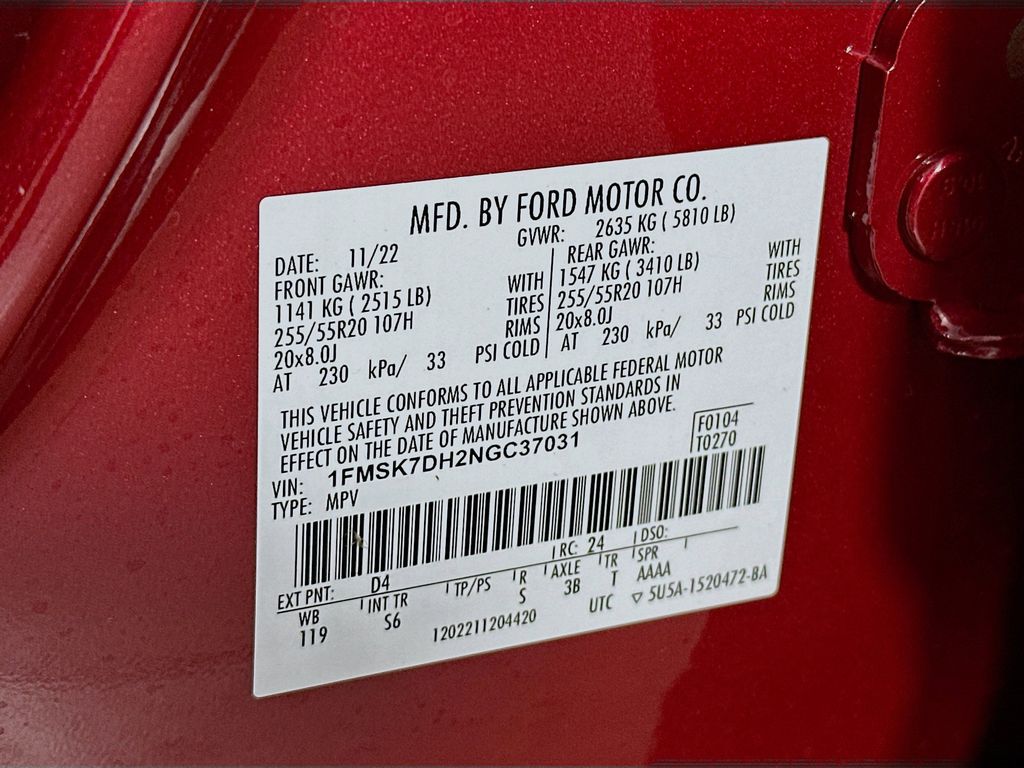 MFD. BY FORD MOTOR CO.
DATE: 11/22 GVWR: 2635 KG ( 5810 LB)
FRONT GAWR: REAR GAWR:
1141 KG ( 2515 LB) WITH 1547 KG ( 3410 LB) WITH
255/55R20 107H TIRES 255/55R20 107H TIRES
20x8.0J RIMS 20x8.0J RIMS
AT 230 kPa/ 33 PSI COLD AT 230 kPa/ 33 PSI COLD
THIS VEHICLE CONFORMS TO ALL APPLICABLE FEDERAL MOTOR
VEHICLE SAFETY AND THEFT PREVENTION STANDARDS IN
EFFECT ON THE DATE OF MANUFACTURE SHOWN ABOVE.
VIN: 1FMSK7DH2NGC37031 F0104
TYPE: MPV T0270
EXT PNT: D4 RC: 24 DSO:
WB INT TR TP/PS R AXLE TR SPR
119 S6 S 3B T AAAA
1202211204420 UTC ▽ 5U5A-1520472-BA